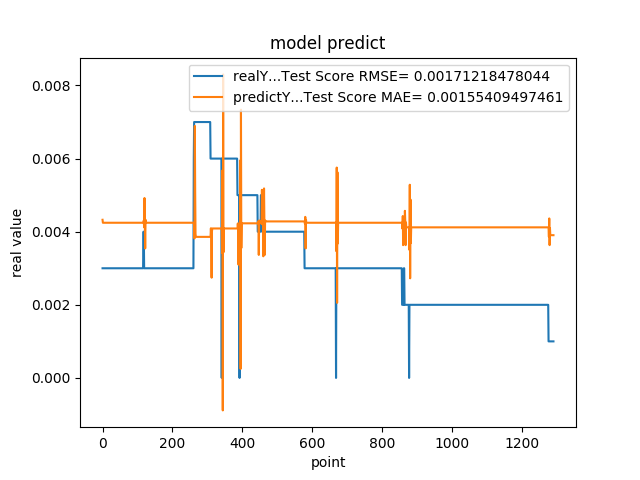 model predict
realY...Test Score RMSE= 0.00171218478044
predictY...Test Score MAE= 0.00155409497461
0.008
0.006
0.004
0.002
0.000
real value
0 200 400 600 800 1000 1200
point